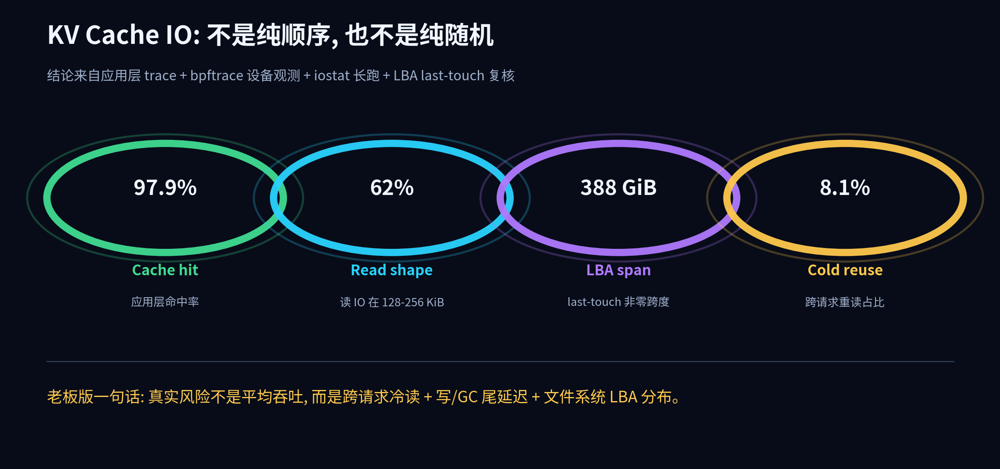 KV Cache IO: 不是纯顺序, 也不是纯随机
结论来自应用层 trace + bpftrace 设备观测 + iostat 长跑 + LBA last-touch 复核
97.9%
62%
388 GiB
8.1%
Cache hit
Read shape
LBA span
Cold reuse
应用层命中率
读 IO 在 128-256 KiB
last-touch 非零跨度
跨请求重读占比
老板版一句话: 真实风险不是平均吞吐, 而是跨请求冷读 + 写/GC 尾延迟 + 文件系统 LBA 分布。